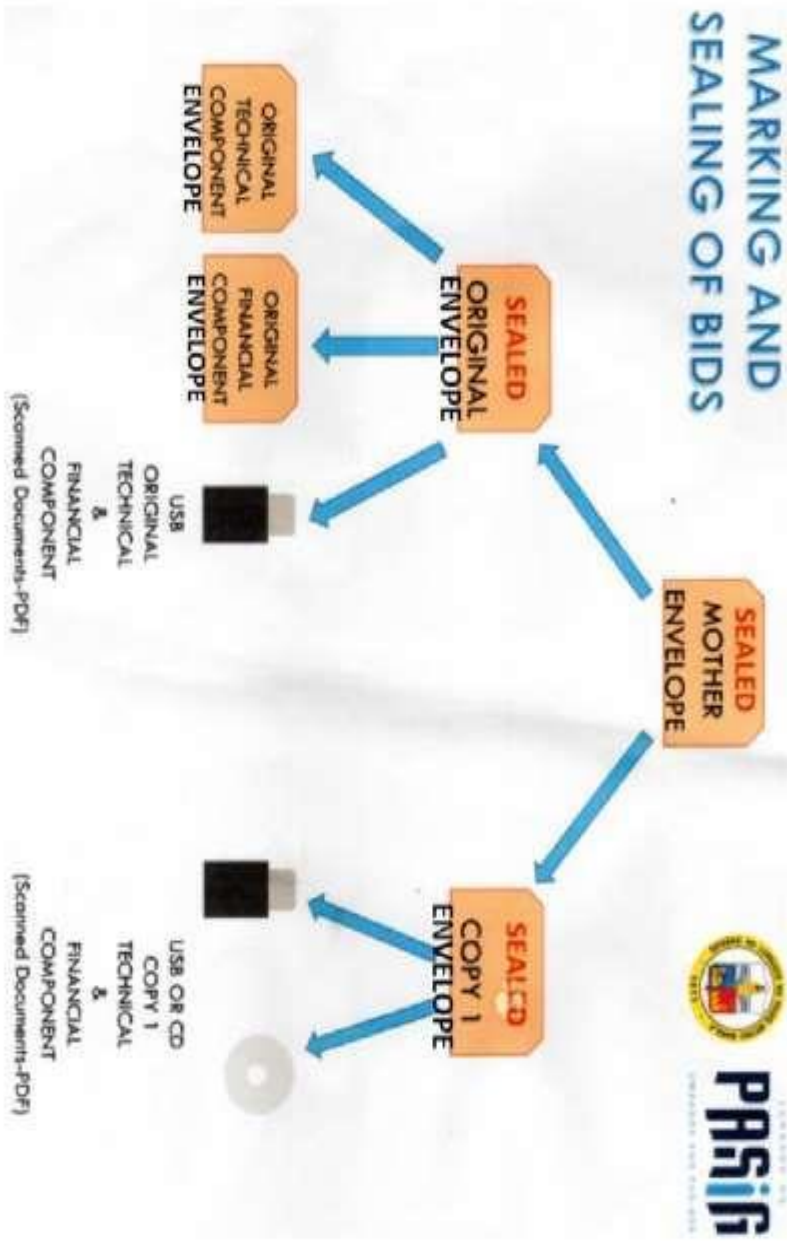 MARKING AND
SEALING OF BIDS
PASiG
SEALED
MOTHER
ENVELOPE
SEALED
ORIGINAL
ENVELOPE
SEALED
COPY 1
ENVELOPE
ORIGINAL
TECHNICAL
COMPONENT
ENVELOPE
ORIGINAL
FINANCIAL
COMPONENT
ENVELOPE
USB
ORIGINAL
TECHNICAL
&
FINANCIAL
COMPONENT
(Scanned Documents-PDF)
USB OR CD
COPY 1
TECHNICAL
&
FINANCIAL
COMPONENT
(Scanned Documents-PDF)